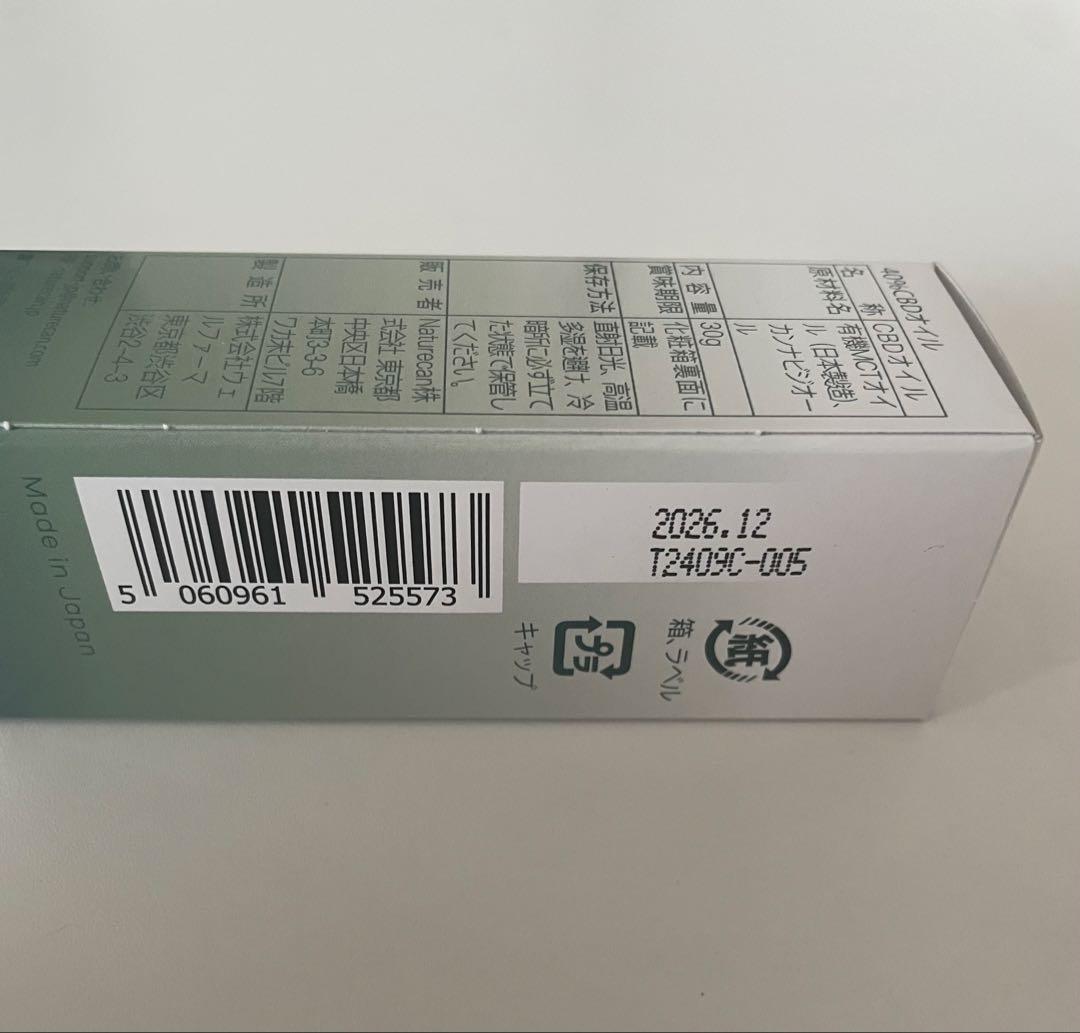 40%CBDオイル
名　称
CBDオイル
原材料名
有機MCTオイ
ル（日本製造）、
カンナビジオー
ル
内容量
30g
賞味期限
化粧箱裏面に
記載
保存方法
直射日光、高温
多湿を避け、冷
暗所に必ず立て
た状態で保管し
てください。
販売者
Naturecan株
式会社 東京都
中央区日本橋
本町3-3-6
ワカ末ビル7階
製造所
株式会社ウェ
ルファーマ
東京都渋谷区
渋谷2-4-3
2026.12
T2409C-005
5 060961 525573
紙
箱、ラベル
プラ
キャップ
Made in Japan